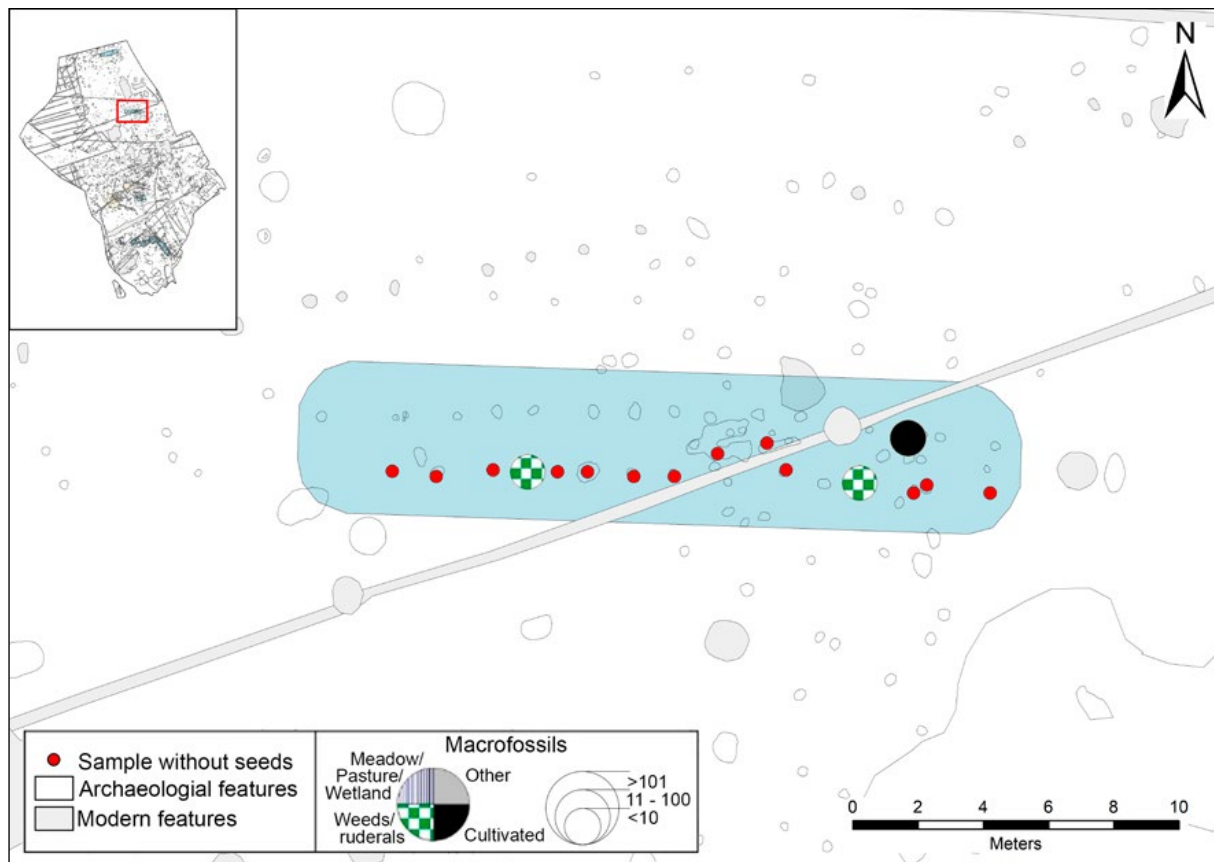 N
Sample without seeds
Archaeologial features
Modern features
Macrofossils
Meadow/
Pasture/
Wetland
Other
Weeds/
ruderals
Cultivated
>101
11 - 100
<10
0 2 4 6 8 10
Meters